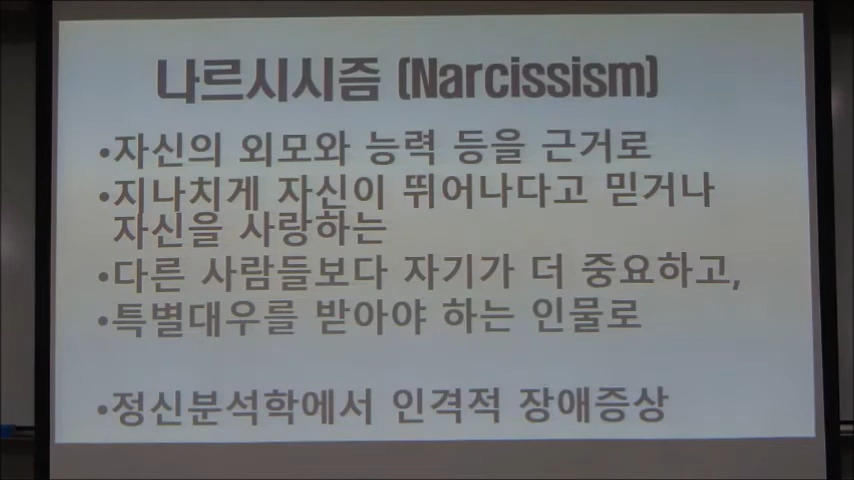 나르시시즘 (Narcissism)
•자신의 외모와 능력 등을 근거로
•지나치게 자신이 뛰어나다고 믿거나
자신을 사랑하는
•다른 사람들보다 자기가 더 중요하고,
•특별대우를 받아야 하는 인물로
•정신분석학에서 인격적 장애증상